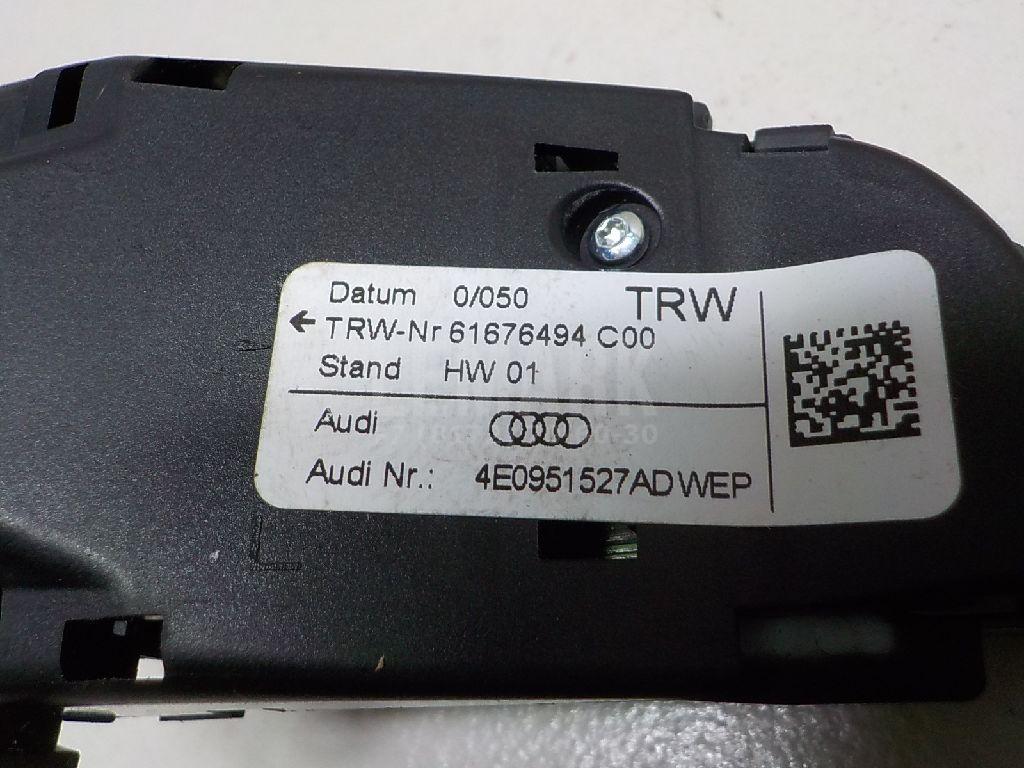 Datum 0/050 TRW
TRW-Nr 61676494 C00
Stand HW 01
Audi
Audi Nr.: 4E0951527AD WEP